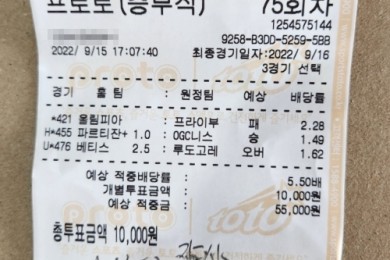 프로토(승부식) 75회차
1254575144
9258-B3DD-5259-5BB
2022/ 9/15 17:07:40 최종경기일자:2022/ 9/16
3경기 선택
경기 홈팀 : 원정팀 예상 배당률
*421 올림피아 : 프라이부 패 2.28
H*455 파르티잔+ 1.0 : OGC니스 승 1.49
U*476 베티스 2.5 : 루도고레 오버 1.62
예상 적중배당률 5.50배
개별투표금액 10,000원
예상 적중금 55,000원
총투표금액 10,000원
proto
toto